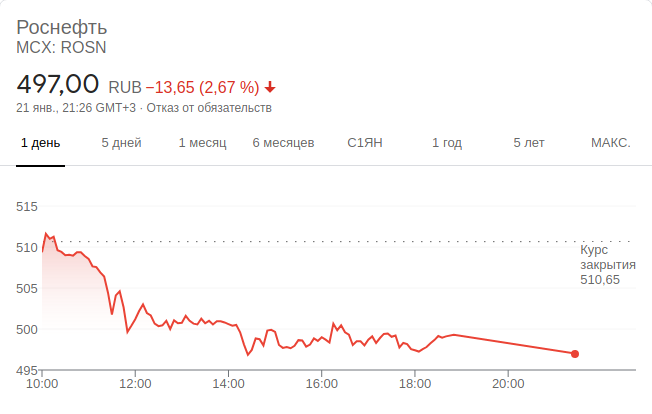 Роснефть
MCX: ROSN
497,00 RUB −13,65 (2,67 %)
21 янв., 21:26 GMT+3 · Отказ от обязательств
1 день 5 дней 1 месяц 6 месяцев С1ЯН 1 год 5 лет МАКС.
515
510
505
500
495
Курс
закрытия
510,65
10:00 12:00 14:00 16:00 18:00 20:00